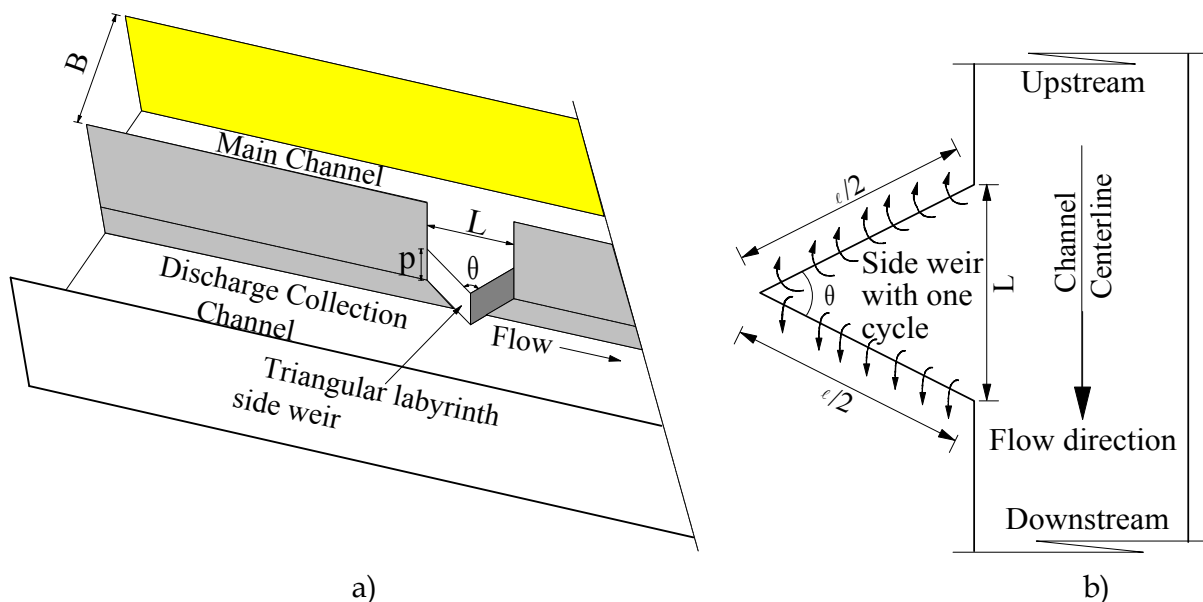 B
Main Channel
L
p
θ
Discharge Collection
Channel
Flow
Triangular labyrinth
side weir
a)
Upstream
ℓ/2
Side weir
with one
cycle
θ
L
Channel
Centerline
ℓ/2
Flow direction
Downstream
b)